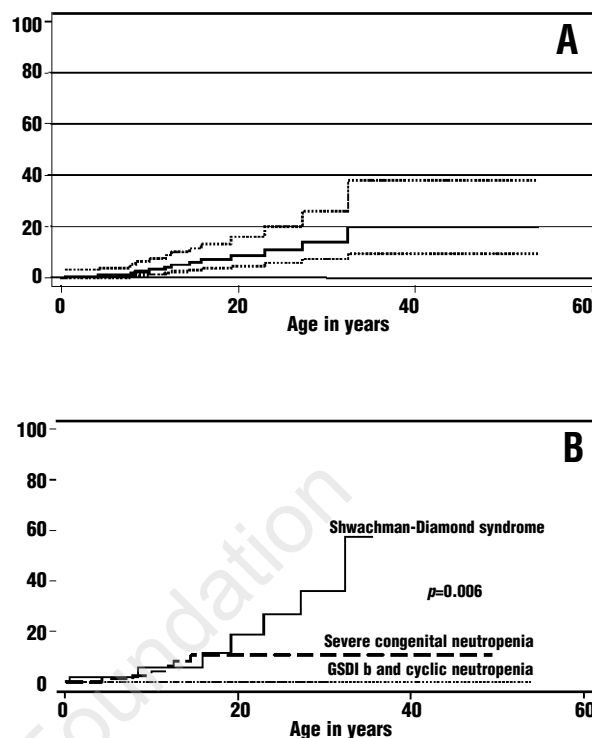 A
100
80
60
40
20
0
0 20 40 60
Age in years
B
100
80
60
40
20
0
Shwachman-Diamond syndrome
p=0.006
Severe congenital neutropenia
GSDI b and cyclic neutropenia
0 20 40 60
Age in years
Foundation